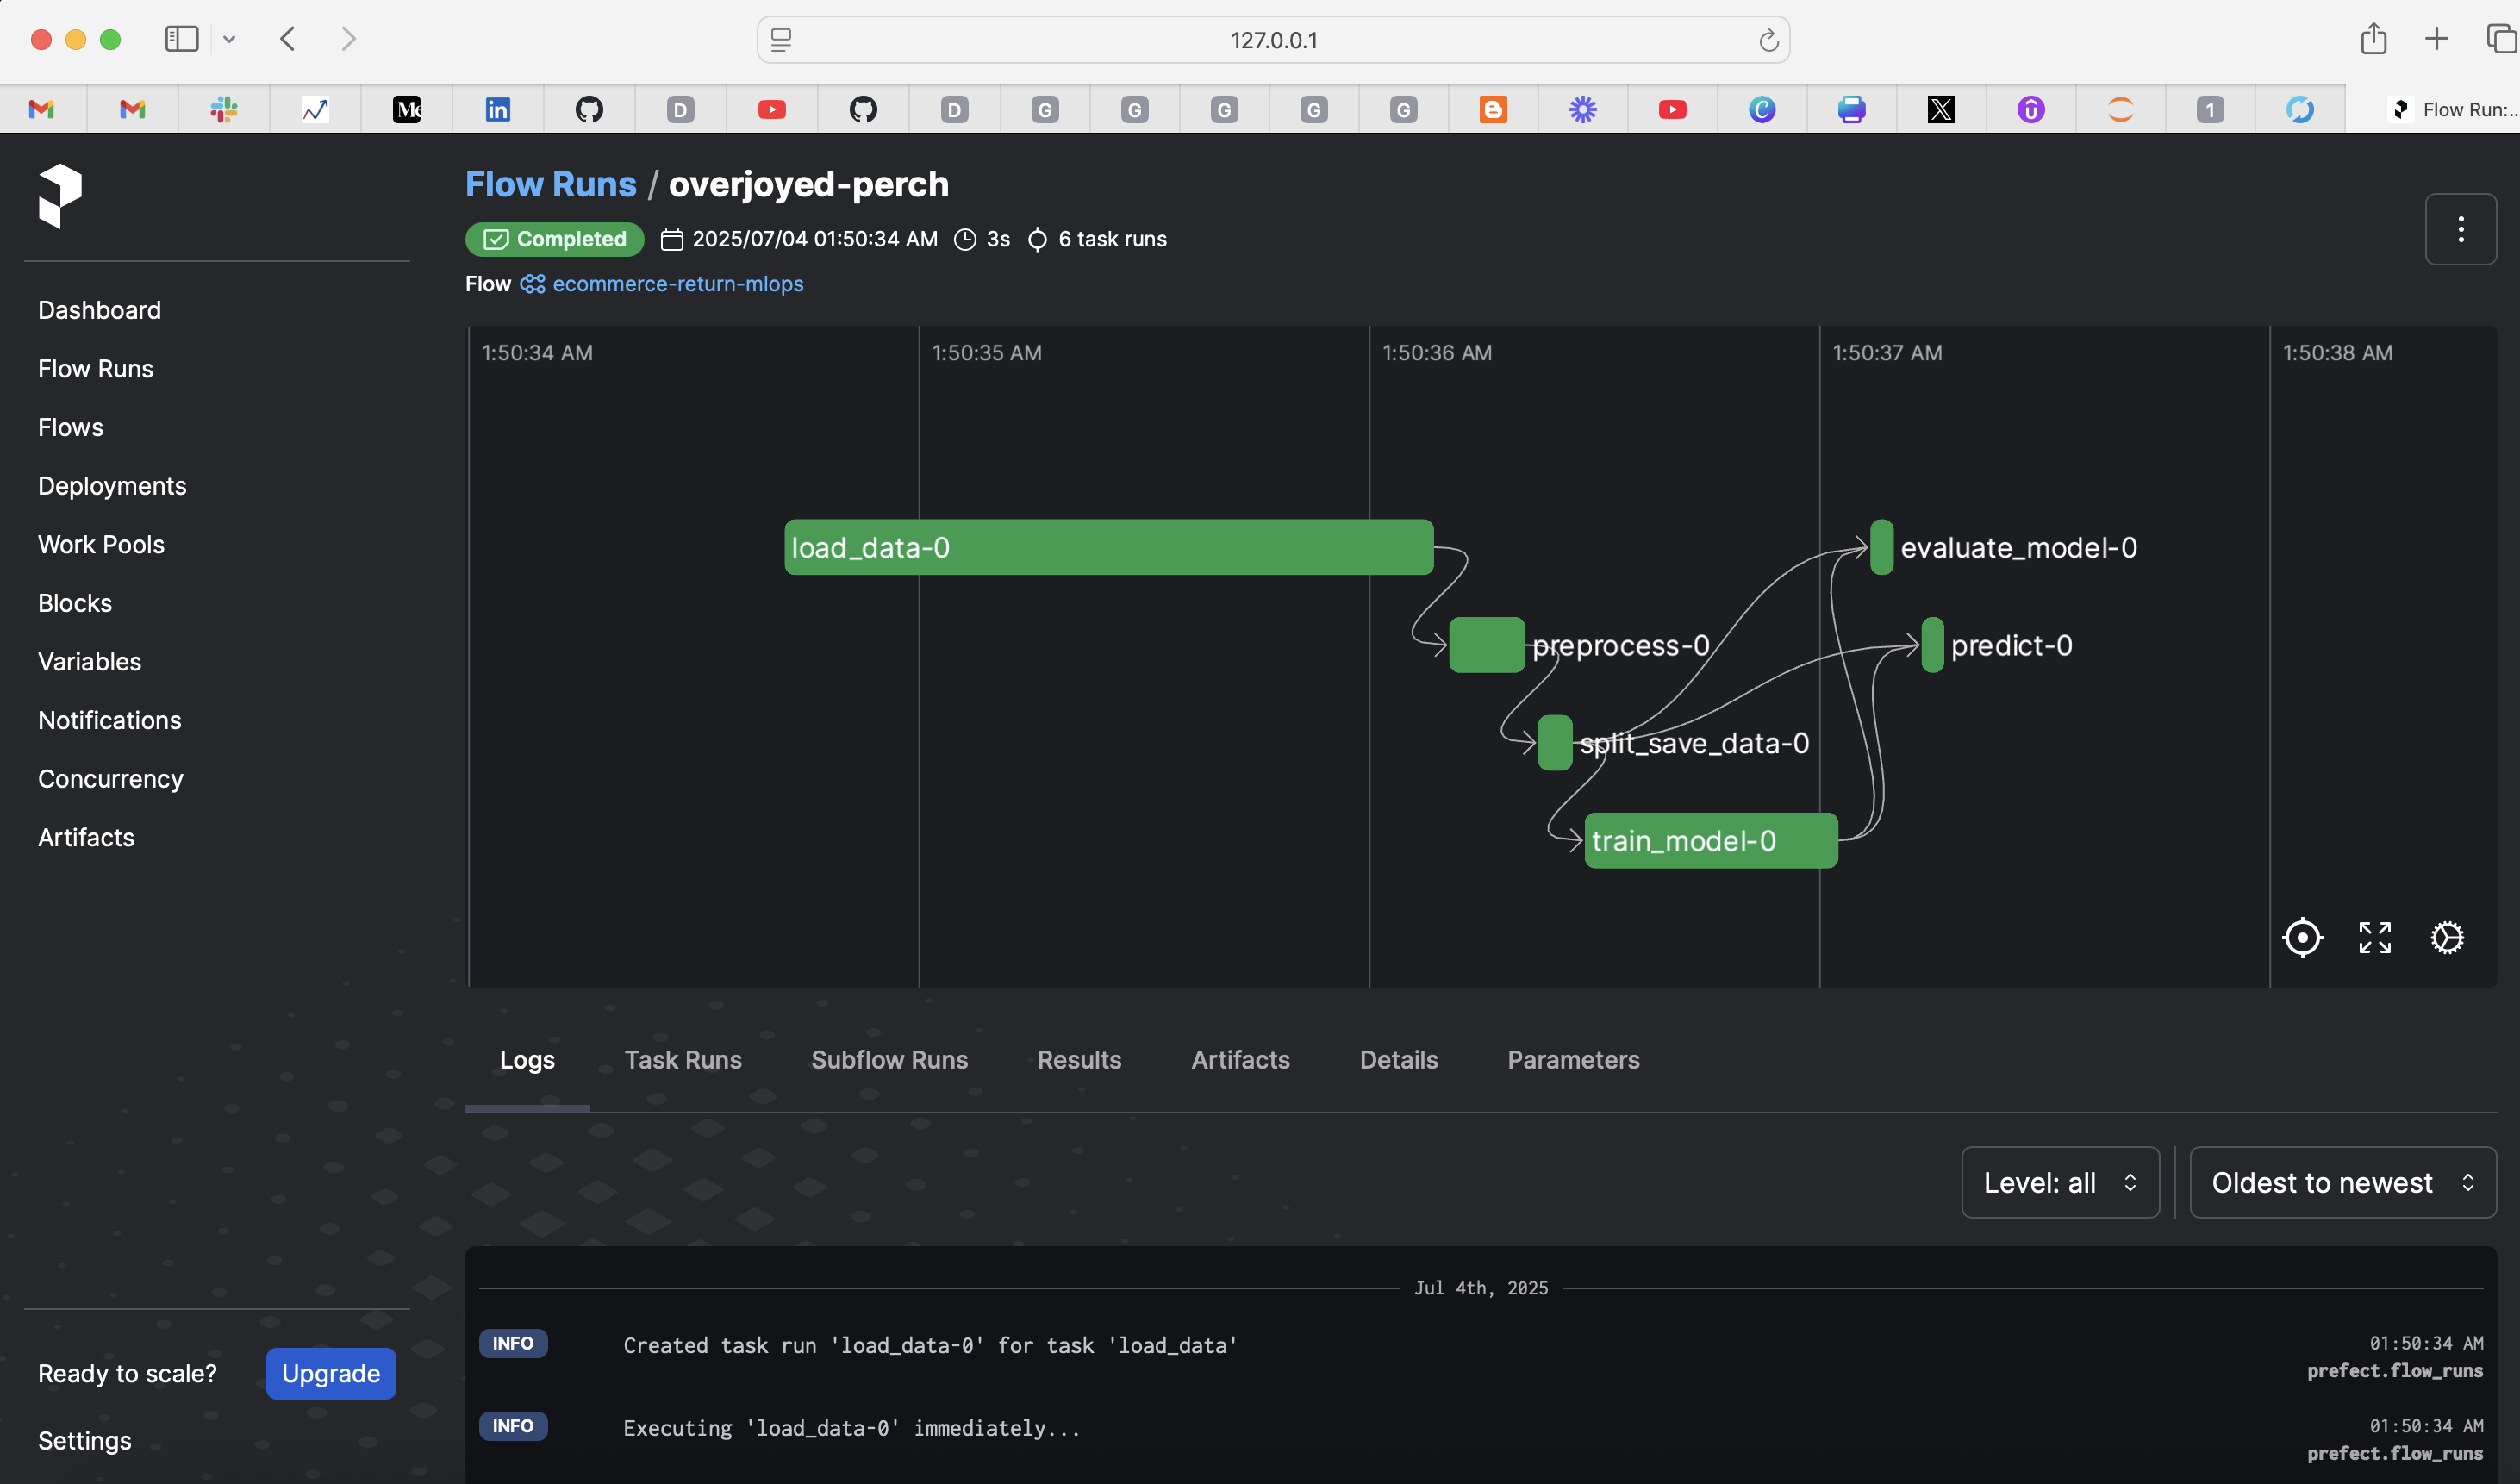 127.0.0.1
M
in
D
D
G
G
G
G
G
X
1
Flow Run:...
Flow Runs / overjoyed-perch
Completed 2025/07/04 01:50:34 AM 3s 6 task runs
Flow ecommerce-return-mlops
Dashboard
Flow Runs
Flows
Deployments
Work Pools
Blocks
Variables
Notifications
Concurrency
Artifacts
Ready to scale? Upgrade
Settings
1:50:34 AM 1:50:35 AM 1:50:36 AM 1:50:37 AM 1:50:38 AM
load_data-0
evaluate_model-0
preprocess-0
predict-0
split_save_data-0
train_model-0
Logs Task Runs Subflow Runs Results Artifacts Details Parameters
Level: all Oldest to newest
Jul 4th, 2025
INFO Created task run 'load_data-0' for task 'load_data' 01:50:34 AM
prefect.flow_runs
INFO Executing 'load_data-0' immediately... 01:50:34 AM
prefect.flow_runs